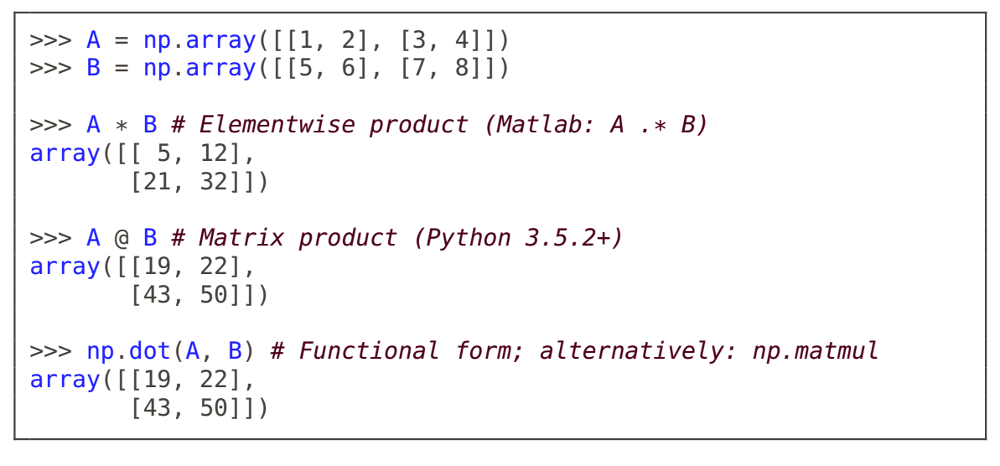 >>> A = np.array([[1, 2], [3, 4]])
>>> B = np.array([[5, 6], [7, 8]])
>>> A * B # Elementwise product (Matlab: A .* B)
array([[ 5, 12],
       [21, 32]])
>>> A @ B # Matrix product (Python 3.5.2+)
array([[19, 22],
       [43, 50]])
>>> np.dot(A, B) # Functional form; alternatively: np.matmul
array([[19, 22],
       [43, 50]])